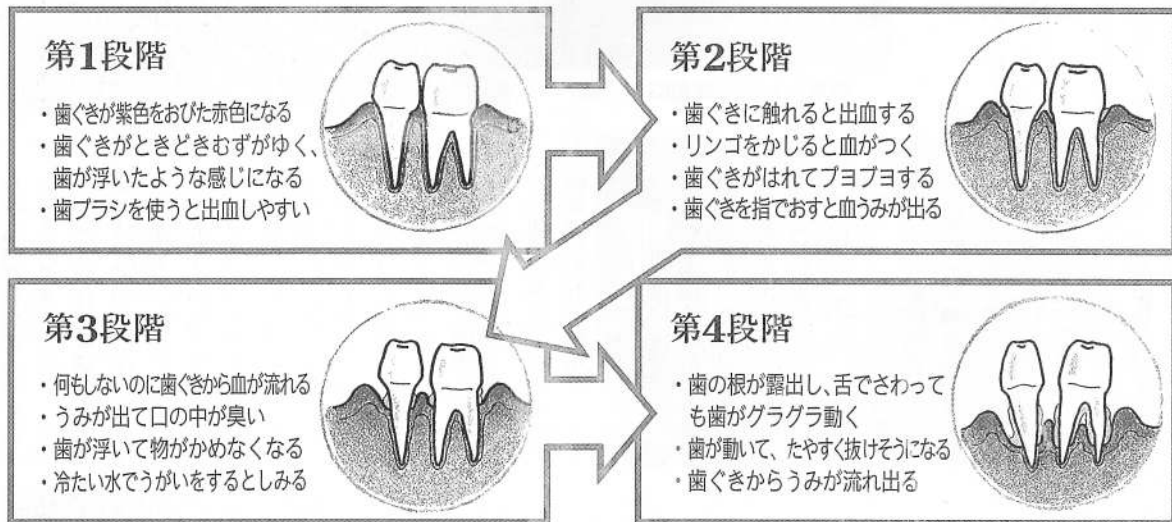 第1段階
・歯ぐきが紫色をおびた赤色になる
・歯ぐきがときどきむずがゆく、
歯が浮いたような感じになる
・歯ブラシを使うと出血しやすい
第2段階
・歯ぐきに触れると出血する
・リンゴをかじると血がつく
・歯ぐきがはれてプヨプヨする
・歯ぐきを指でおすと血うみが出る
第3段階
・何もしないのに歯ぐきから血が流れる
・うみが出て口の中が臭い
・歯が浮いて物がかめなくなる
・冷たい水でうがいをするとしみる
第4段階
・歯の根が露出し、舌でさわって
も歯がグラグラ動く
・歯が動いて、たやすく抜けそうになる
・歯ぐきからうみが流れ出る